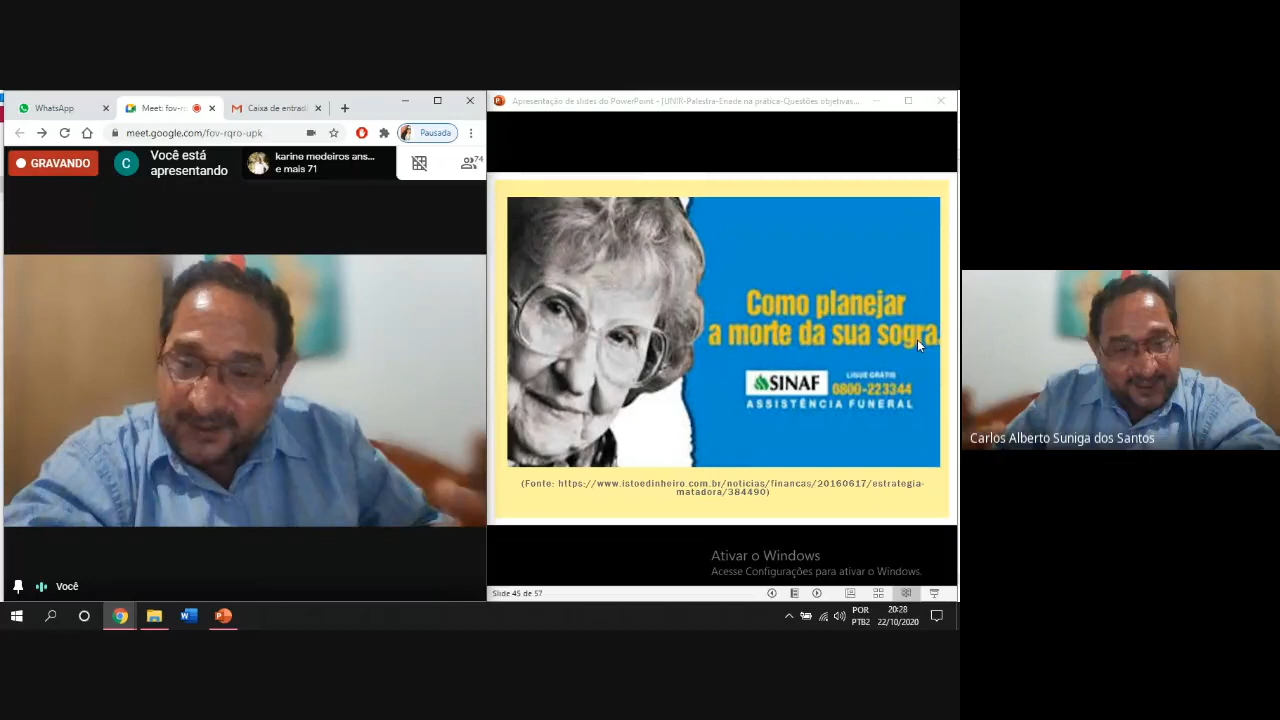 WhatsApp
Meet: fov-rq
Caixa de entrad
meet.google.com/fov-rqro-upk
Pausada
GRAVANDO
C
Você está
apresentando
karine medeiros ans...
e mais 71
74
Você
Apresentação de slides do PowerPoint - [UNIR-Palestra-Enade na prática-Questões objetivas...
Como planejar
a morte da sua sogra.
SINAF
LIGUE GRÁTIS
0800-223344
ASSISTÊNCIA FUNERAL
(Fonte: https://www.istoedinheiro.com.br/noticias/financas/20160617/estrategia-
matadora/384490)
Ativar o Windows
Acesse Configurações para ativar o Windows.
Slide 45 de 57
POR
PTB2
20:28
22/10/2020
Carlos Alberto Suniga dos Santos